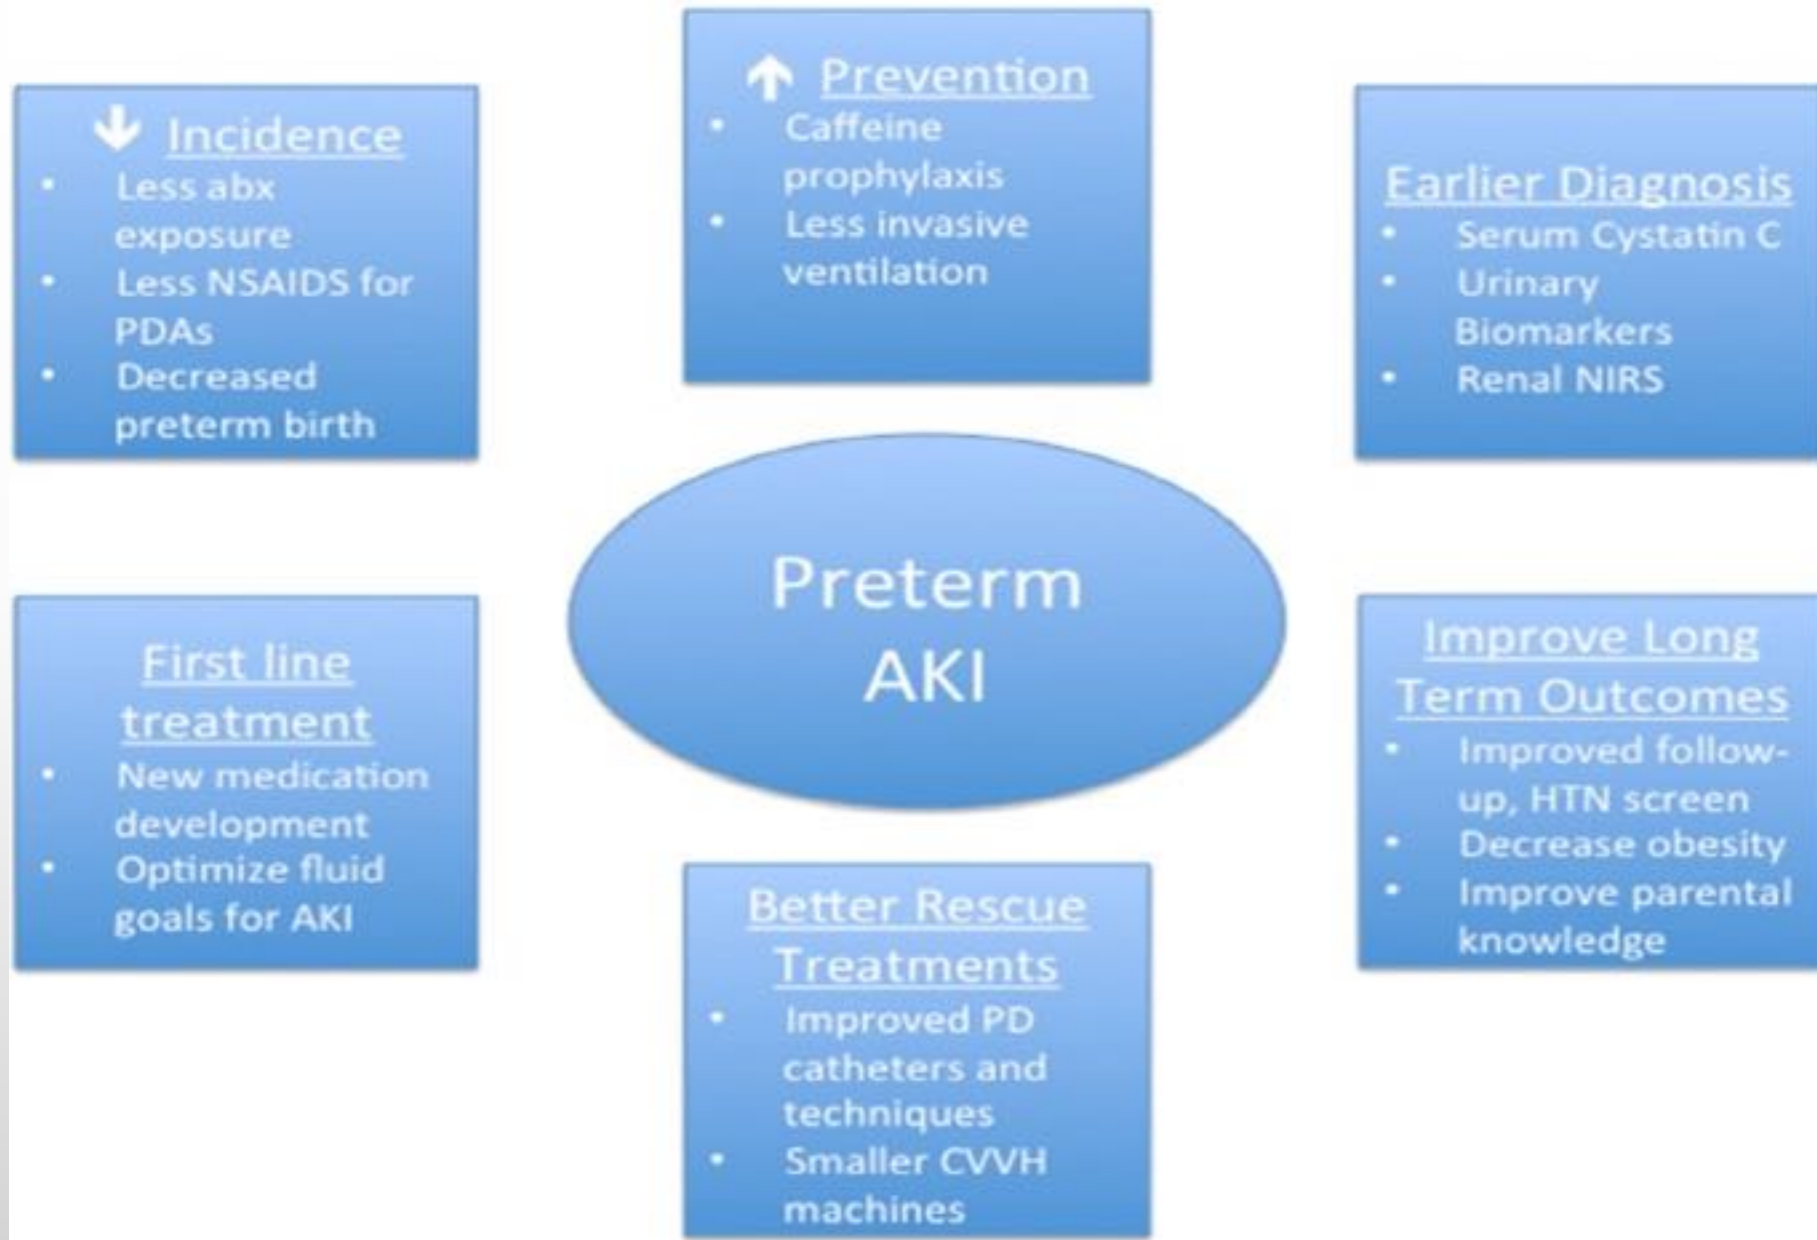 ↓ Incidence
• Less abx
exposure
• Less NSAIDS for
PDAs
• Decreased
preterm birth
↑ Prevention
• Caffeine
prophylaxis
• Less invasive
ventilation
Earlier Diagnosis
• Serum Cystatin C
• Urinary
Biomarkers
• Renal NIRS
Preterm
AKI
First line
treatment
• New medication
development
• Optimize fluid
goals for AKI
Better Rescue
Treatments
• Improved PD
catheters and
techniques
• Smaller CVVH
machines
Improve Long
Term Outcomes
• Improved follow-
up, HTN screen
• Decrease obesity
• Improve parental
knowledge